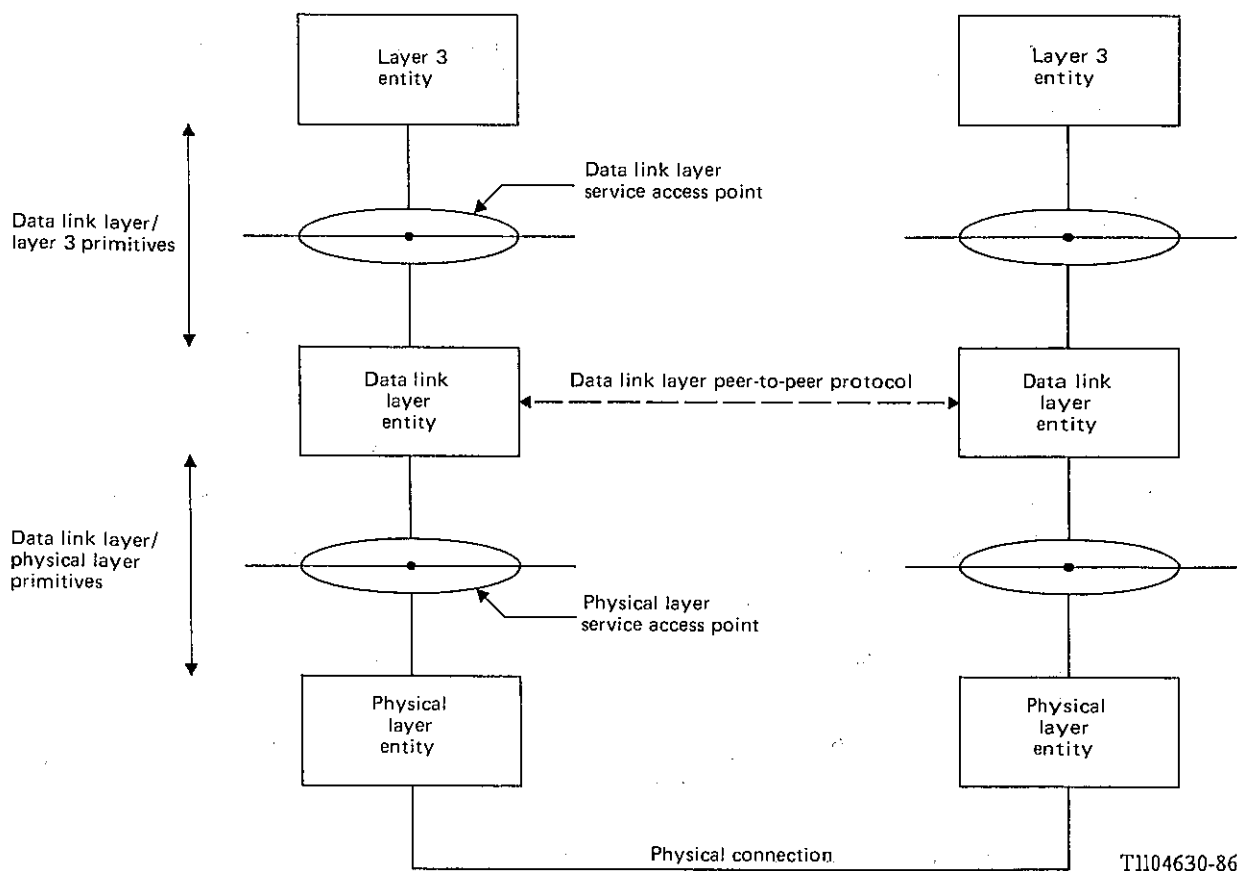 Layer 3
entity
Layer 3
entity
Data link layer
service access point
Data link layer/
layer 3 primitives
Data link
layer
entity
Data link layer peer-to-peer protocol
Data link
layer
entity
Data link layer/
physical layer
primitives
Physical layer
service access point
Physical
layer
entity
Physical
layer
entity
Physical connection
T1104630-86